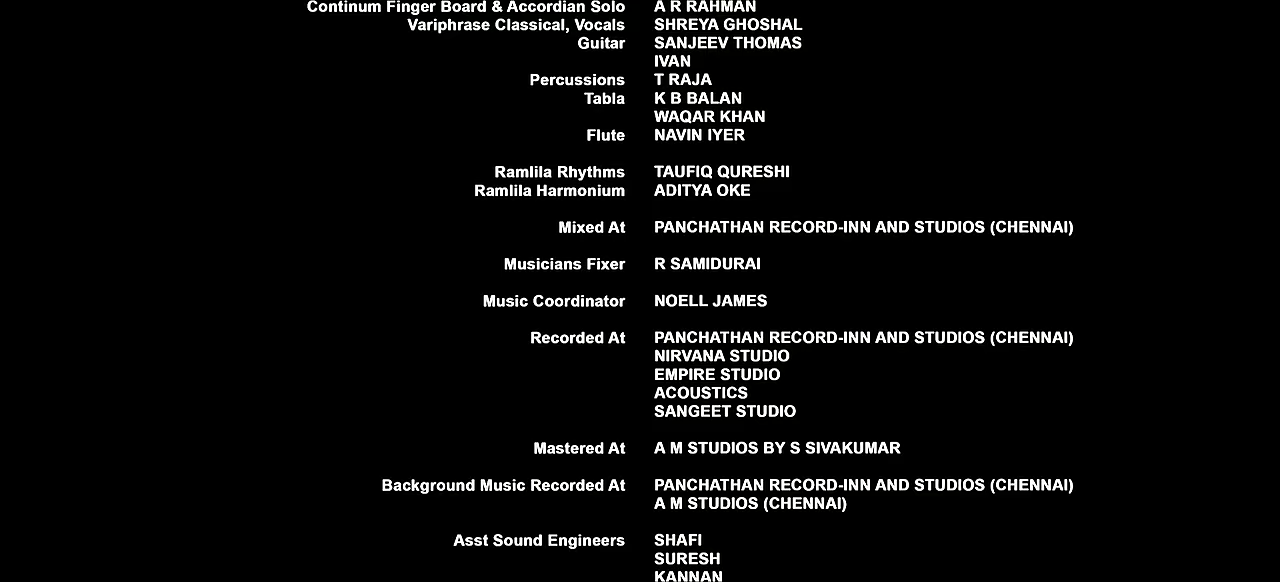 Continum Finger Board & Accordian Solo A R RAHMAN
Variphrase Classical, Vocals SHREYA GHOSHAL
Guitar SANJEEV THOMAS
IVAN
Percussions T RAJA
Tabla K B BALAN
WAQAR KHAN
Flute NAVIN IYER
Ramlila Rhythms TAUFIQ QURESHI
Ramlila Harmonium ADITYA OKE
Mixed At PANCHATHAN RECORD-INN AND STUDIOS (CHENNAI)
Musicians Fixer R SAMIDURAI
Music Coordinator NOELL JAMES
Recorded At PANCHATHAN RECORD-INN AND STUDIOS (CHENNAI)
NIRVANA STUDIO
EMPIRE STUDIO
ACOUSTICS
SANGEET STUDIO
Mastered At A M STUDIOS BY S SIVAKUMAR
Background Music Recorded At PANCHATHAN RECORD-INN AND STUDIOS (CHENNAI)
A M STUDIOS (CHENNAI)
Asst Sound Engineers SHAFI
SURESH
KANNAN